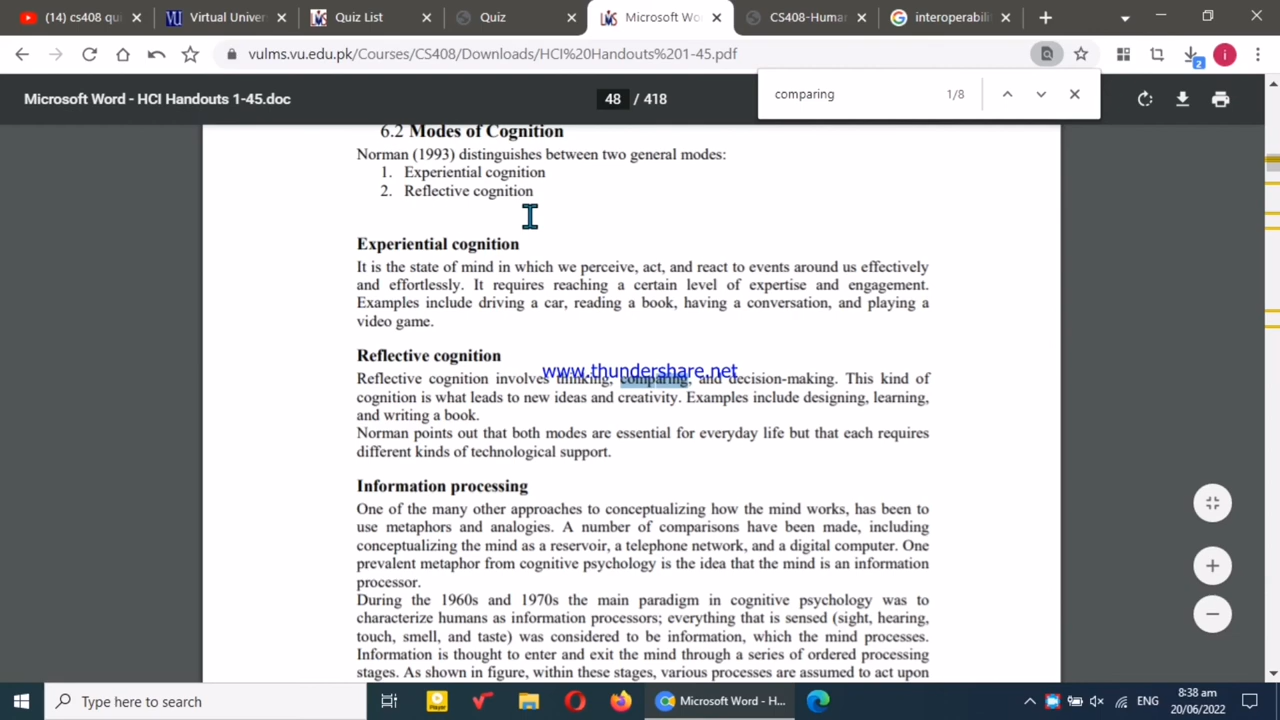 (14) cs408 qu
Virtual Univer
Quiz List
Quiz
Microsoft Wo
CS408-Huma
interoperabili
vulms.vu.edu.pk/Courses/CS408/Downloads/HCI%20Handouts%201-45.pdf
2
i
comparing
1/8
Microsoft Word - HCI Handouts 1-45.doc
48 / 418
6.2 Modes of Cognition
Norman (1993) distinguishes between two general modes:
1. Experiential cognition
2. Reflective cognition
Experiential cognition
It is the state of mind in which we perceive, act, and react to events around us effectively
and effortlessly. It requires reaching a certain level of expertise and engagement.
Examples include driving a car, reading a book, having a conversation, and playing a
video game.
Reflective cognition
www.thundershare.net
Reflective cognition involves thinking, comparing, and decision-making. This kind of
cognition is what leads to new ideas and creativity. Examples include designing, learning,
and writing a book.
Norman points out that both modes are essential for everyday life but that each requires
different kinds of technological support.
Information processing
One of the many other approaches to conceptualizing how the mind works, has been to
use metaphors and analogies. A number of comparisons have been made, including
conceptualizing the mind as a reservoir, a telephone network, and a digital computer. One
prevalent metaphor from cognitive psychology is the idea that the mind is an information
processor.
During the 1960s and 1970s the main paradigm in cognitive psychology was to
characterize humans as information processors; everything that is sensed (sight, hearing,
touch, smell, and taste) was considered to be information, which the mind processes.
Information is thought to enter and exit the mind through a series of ordered processing
stages. As shown in figure, within these stages, various processes are assumed to act upon
Type here to search
Player
Microsoft Word - H...
ENG
8:38 am
20/06/2022